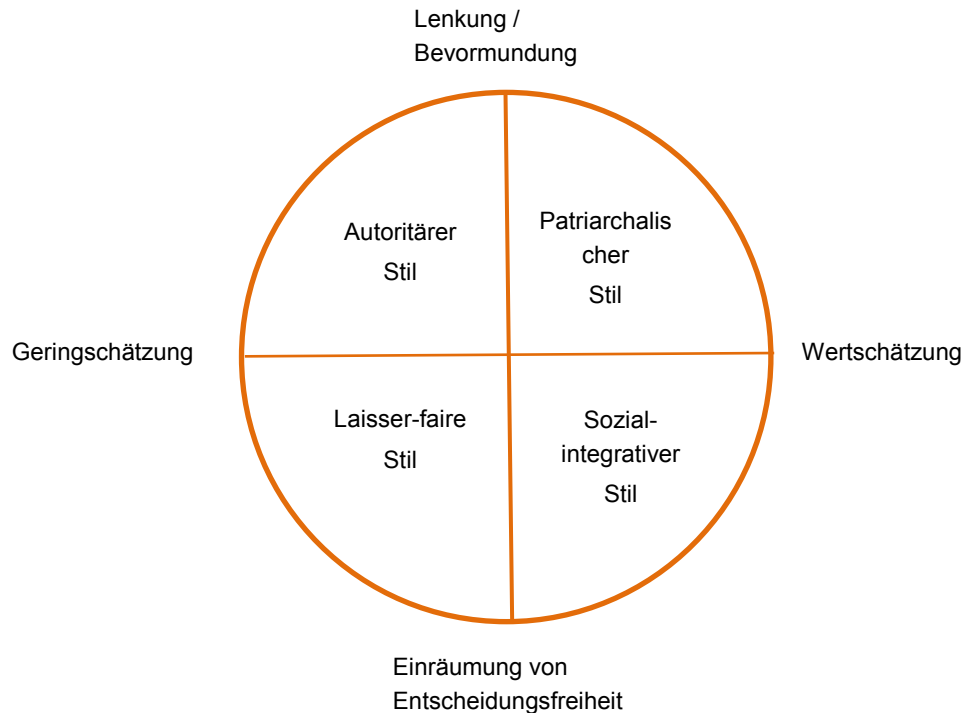 Lenkung /
Bevormundung
Autoritärer
Stil
Patriarchalis
cher
Stil
Geringschätzung
Wertschätzung
Laisser-faire
Stil
Sozial-
integrativer
Stil
Einräumung von
Entscheidungsfreiheit